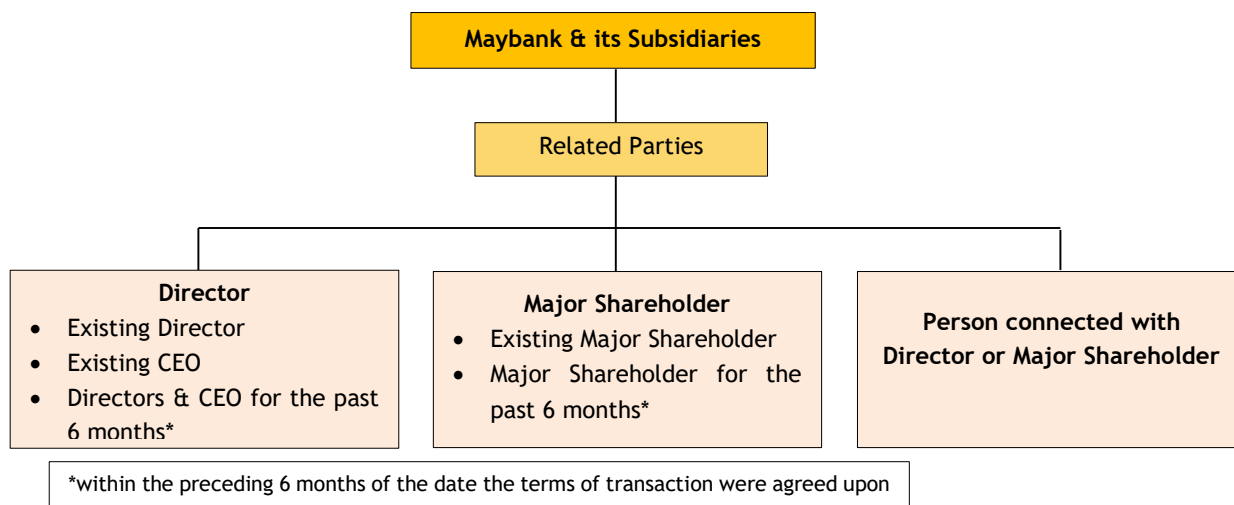 Maybank & its Subsidiaries
Related Parties
Director
• Existing Director
• Existing CEO
• Directors & CEO for the past
6 months*
Major Shareholder
• Existing Major Shareholder
• Major Shareholder for the
past 6 months*
Person connected with
Director or Major Shareholder
*within the preceding 6 months of the date the terms of transaction were agreed upon